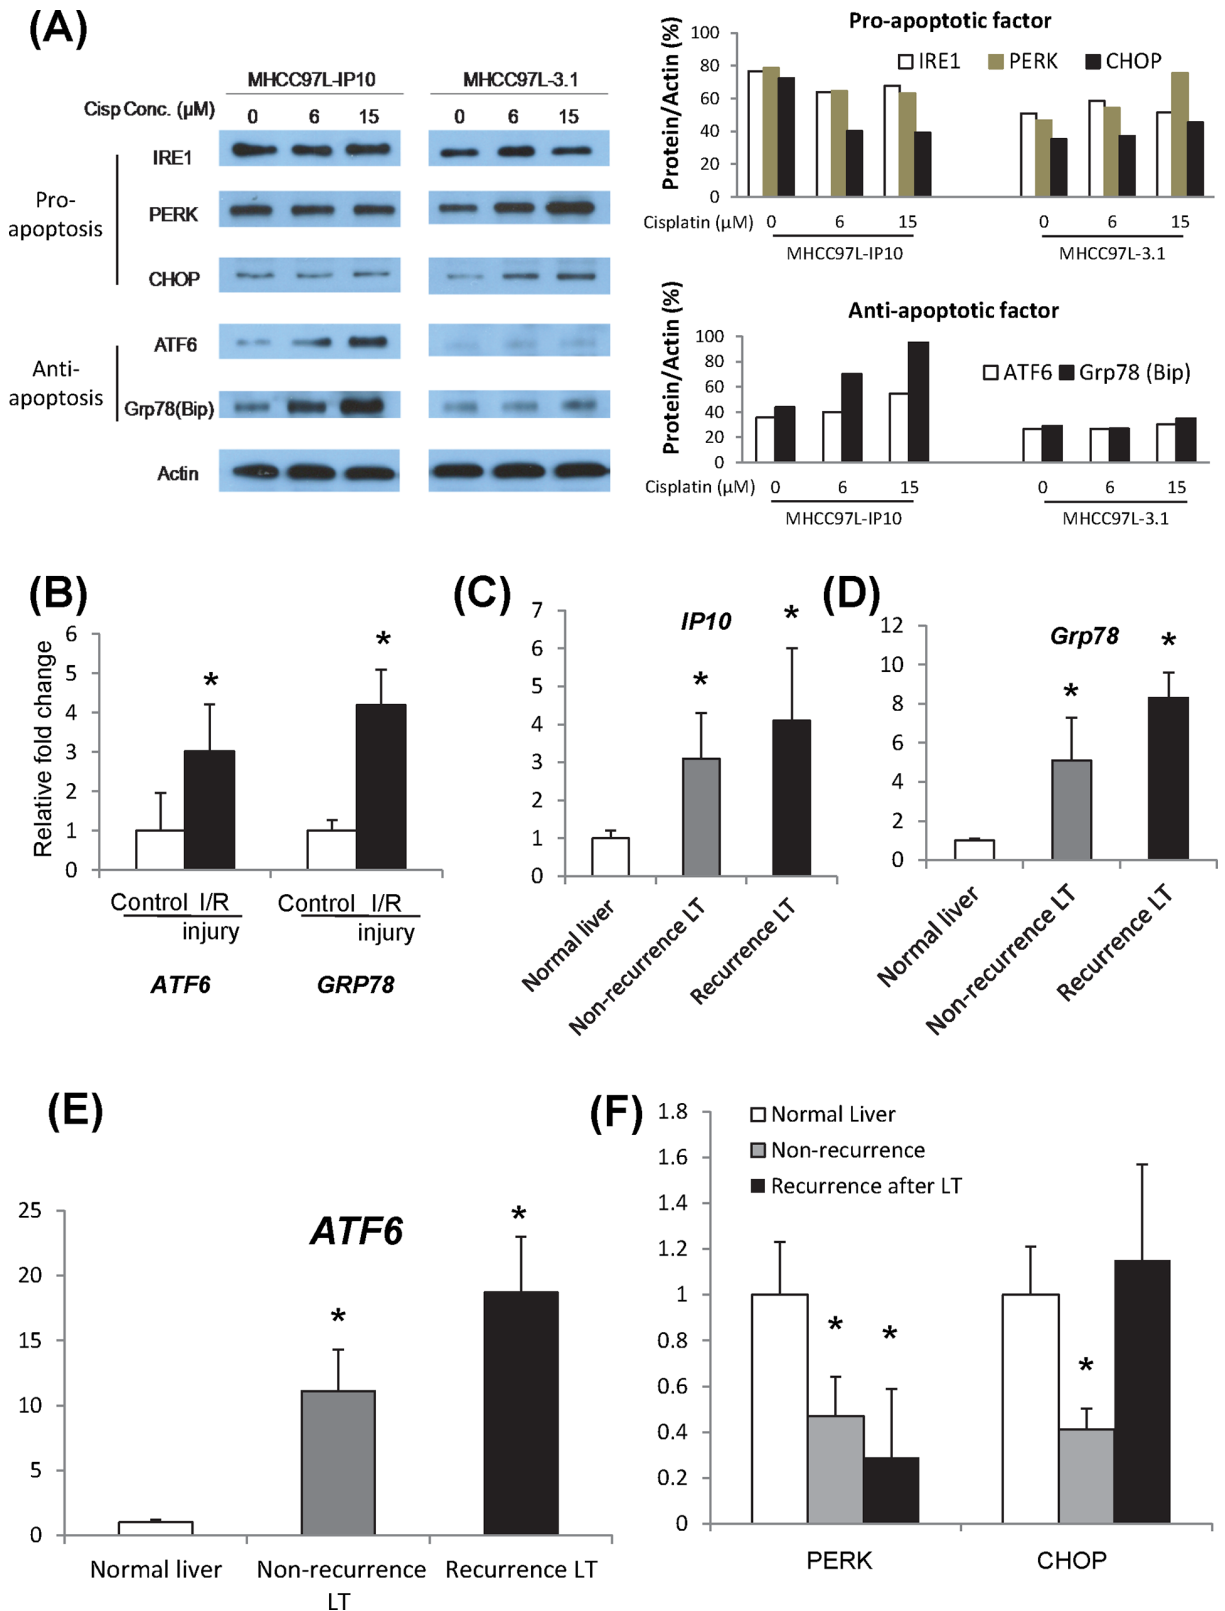 (A)
MHCC97L-IP10 MHCC97L-3.1
Cisp Conc. (µM) 0 6 15 0 6 15
IRE1
Pro-apoptosis
PERK
CHOP
ATF6
Anti-apoptosis
Grp78(Bip)
Actin
Pro-apoptotic factor
Protein/Actin (%)
100
80
60
40
20
0
IRE1 PERK CHOP
Cisplatin (µM) 0 6 15 0 6 15
MHCC97L-IP10 MHCC97L-3.1
Anti-apoptotic factor
Protein/Actin (%)
100
80
60
40
20
0
ATF6 Grp78 (Bip)
Cisplatin (µM) 0 6 15 0 6 15
MHCC97L-IP10 MHCC97L-3.1
(B)
Relative fold change
6
5
4
3
2
1
0
* *
Control I/R injury Control I/R injury
ATF6 GRP78
(C)
IP10
7
6
5
4
3
2
1
0
* *
Normal liver
Non-recurrence LT
Recurrence LT
(D)
Grp78
12
10
8
6
4
2
0
* *
Normal liver
Non-recurrence LT
Recurrence LT
(E)
ATF6
25
20
15
10
5
0
* *
Normal liver Non-recurrence Recurrence LT
LT
(F)
Normal Liver
Non-recurrence
Recurrence after LT
1.8
1.6
1.4
1.2
1
0.8
0.6
0.4
0.2
0
* * *
PERK CHOP